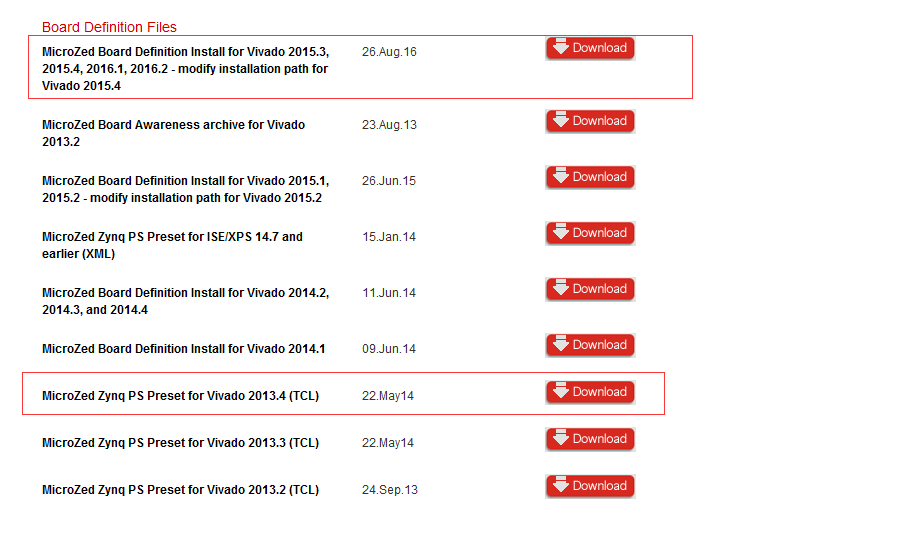 Board Definition Files
MicroZed Board Definition Install for Vivado 2015.3, 26.Aug.16 Download
2015.4, 2016.1, 2016.2 - modify installation path for
Vivado 2015.4
MicroZed Board Awareness archive for Vivado 23.Aug.13 Download
2013.2
MicroZed Board Definition Install for Vivado 2015.1, 26.Jun.15 Download
2015.2 - modify installation path for Vivado 2015.2
MicroZed Zynq PS Preset for ISE/XPS 14.7 and 15.Jan.14 Download
earlier (XML)
MicroZed Board Definition Install for Vivado 2014.2, 11.Jun.14 Download
2014.3, and 2014.4
MicroZed Board Definition Install for Vivado 2014.1 09.Jun.14 Download
MicroZed Zynq PS Preset for Vivado 2013.4 (TCL) 22.May14 Download
MicroZed Zynq PS Preset for Vivado 2013.3 (TCL) 22.May14 Download
MicroZed Zynq PS Preset for Vivado 2013.2 (TCL) 24.Sep.13 Download